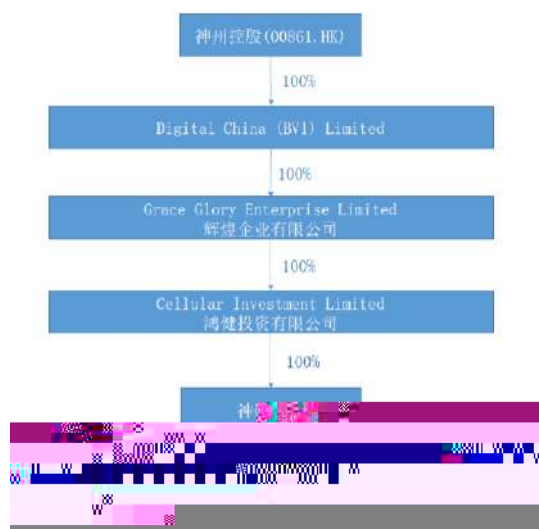 神州控股(00861.HK)
100%
Digital China (BVI) Limited
100%
Grace Glory Enterprise Limited
辉煌企业有限公司
100%
Cellular Investment Limited
鸿健投资有限公司
100%
神